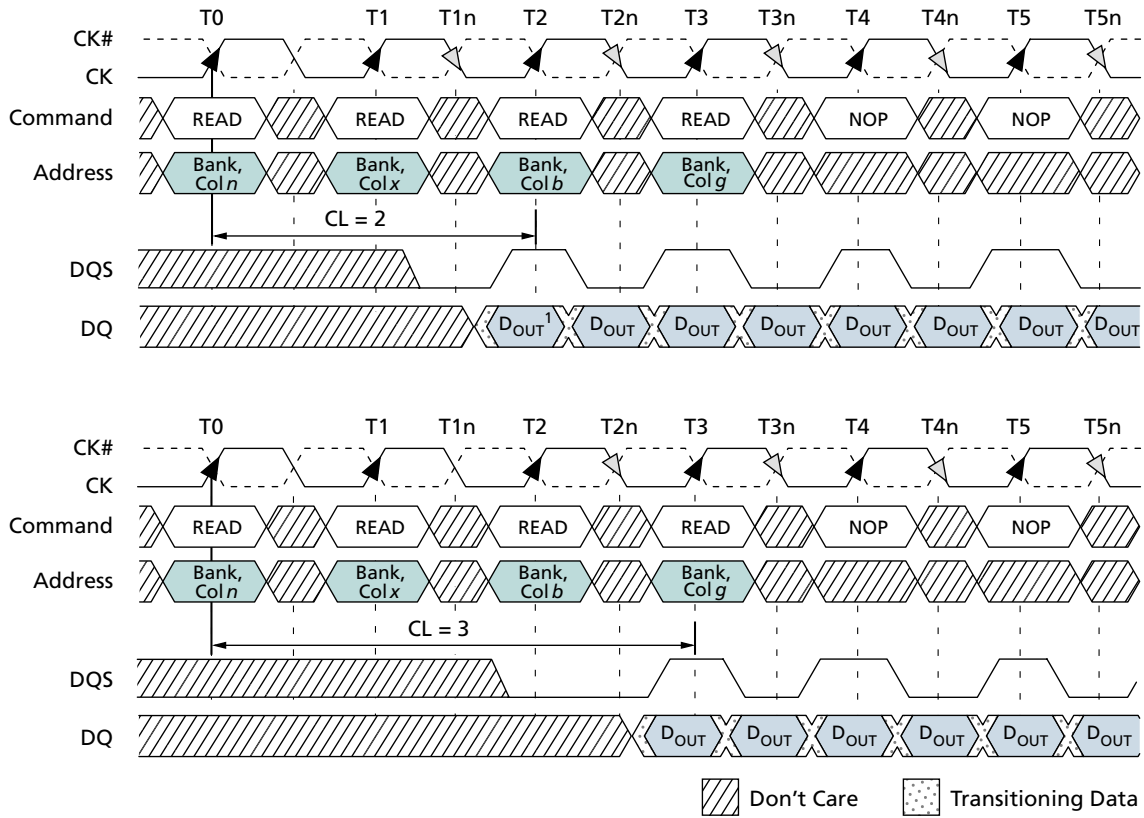 T0 T1 T1n T2 T2n T3 T3n T4 T4n T5 T5n
CK#
CK
Command READ READ READ READ NOP NOP
Address Bank, Col n Bank, Col x Bank, Col b Bank, Col g
CL = 2
DQS
DQ DOUT1 DOUT DOUT DOUT DOUT DOUT DOUT DOUT
T0 T1 T1n T2 T2n T3 T3n T4 T4n T5 T5n
CK#
CK
Command READ READ READ READ NOP NOP
Address Bank, Col n Bank, Col x Bank, Col b Bank, Col g
CL = 3
DQS
DQ DOUT DOUT DOUT DOUT DOUT DOUT
Don't Care Transitioning Data